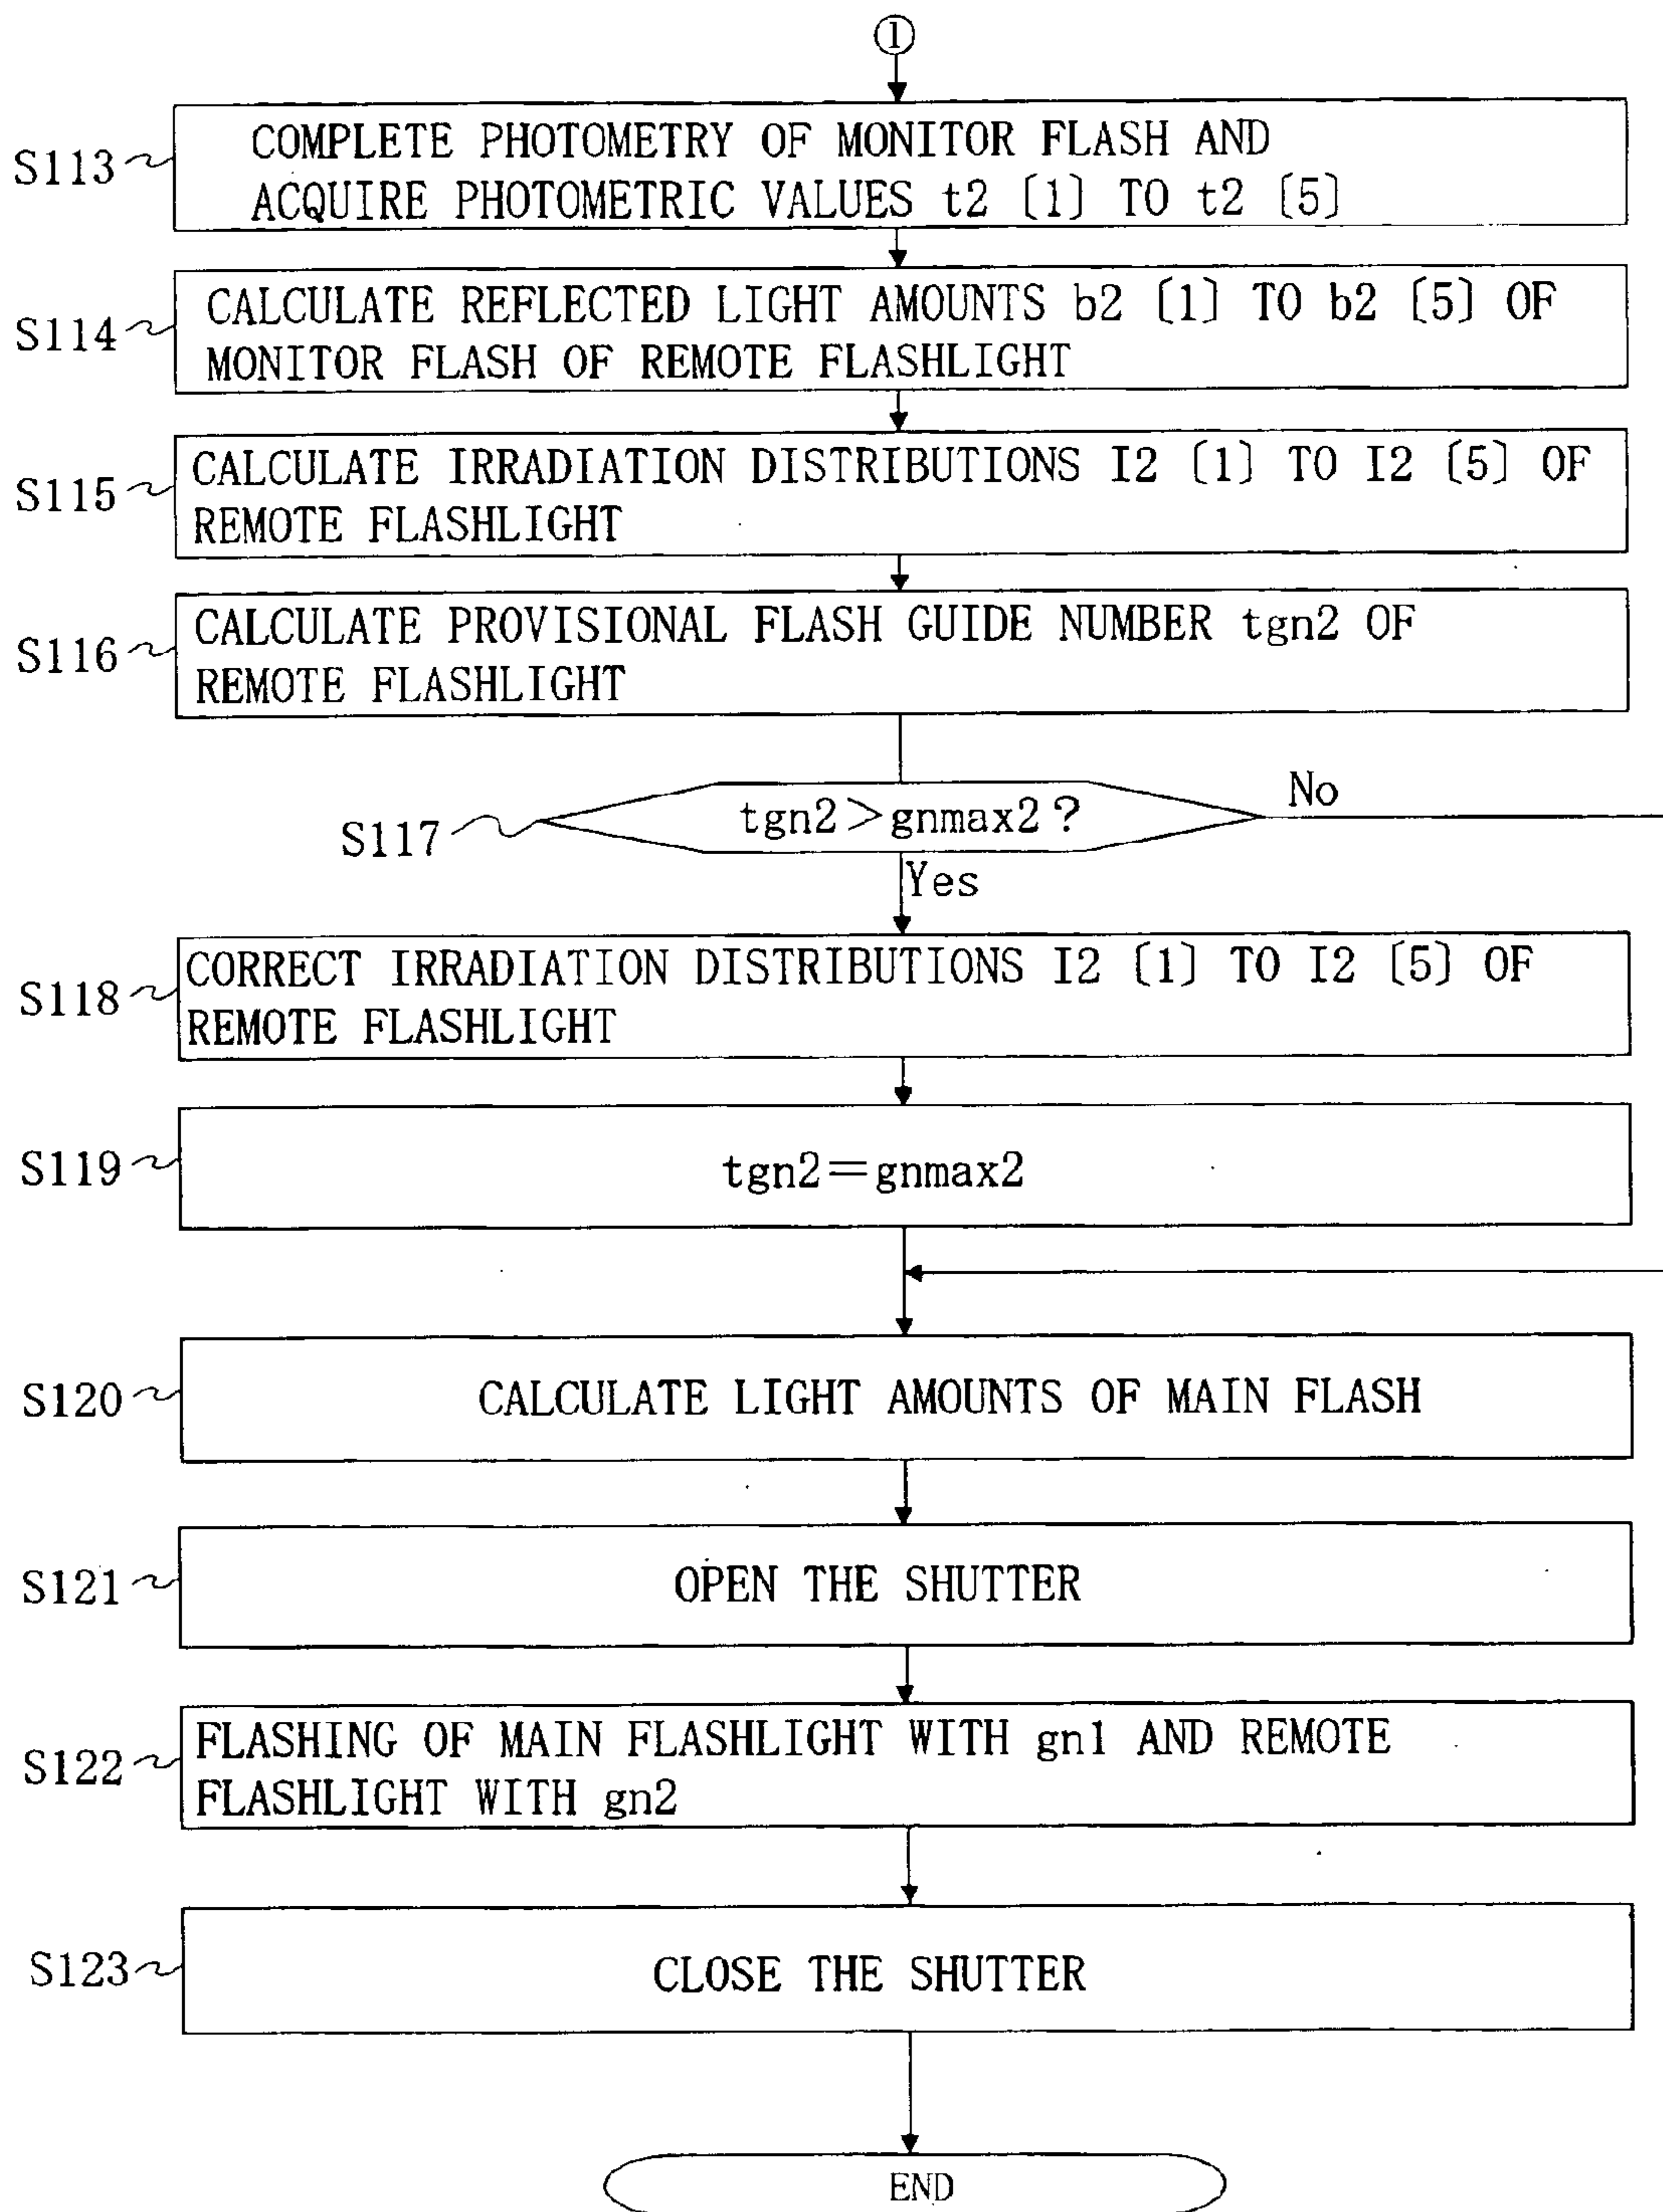 ①
S113
COMPLETE PHOTOMETRY OF MONITOR FLASH AND
ACQUIRE PHOTOMETRIC VALUES t2 [1] TO t2 [5]
S114
CALCULATE REFLECTED LIGHT AMOUNTS b2 [1] TO b2 [5] OF
MONITOR FLASH OF REMOTE FLASHLIGHT
S115
CALCULATE IRRADIATION DISTRIBUTIONS I2 [1] TO I2 [5] OF
REMOTE FLASHLIGHT
S116
CALCULATE PROVISIONAL FLASH GUIDE NUMBER tgn2 OF
REMOTE FLASHLIGHT
S117
tgn2>gnmax2?
No
Yes
S118
CORRECT IRRADIATION DISTRIBUTIONS I2 [1] TO I2 [5] OF
REMOTE FLASHLIGHT
S119
tgn2=gnmax2
S120
CALCULATE LIGHT AMOUNTS OF MAIN FLASH
S121
OPEN THE SHUTTER
S122
FLASHING OF MAIN FLASHLIGHT WITH gn1 AND REMOTE
FLASHLIGHT WITH gn2
S123
CLOSE THE SHUTTER
END